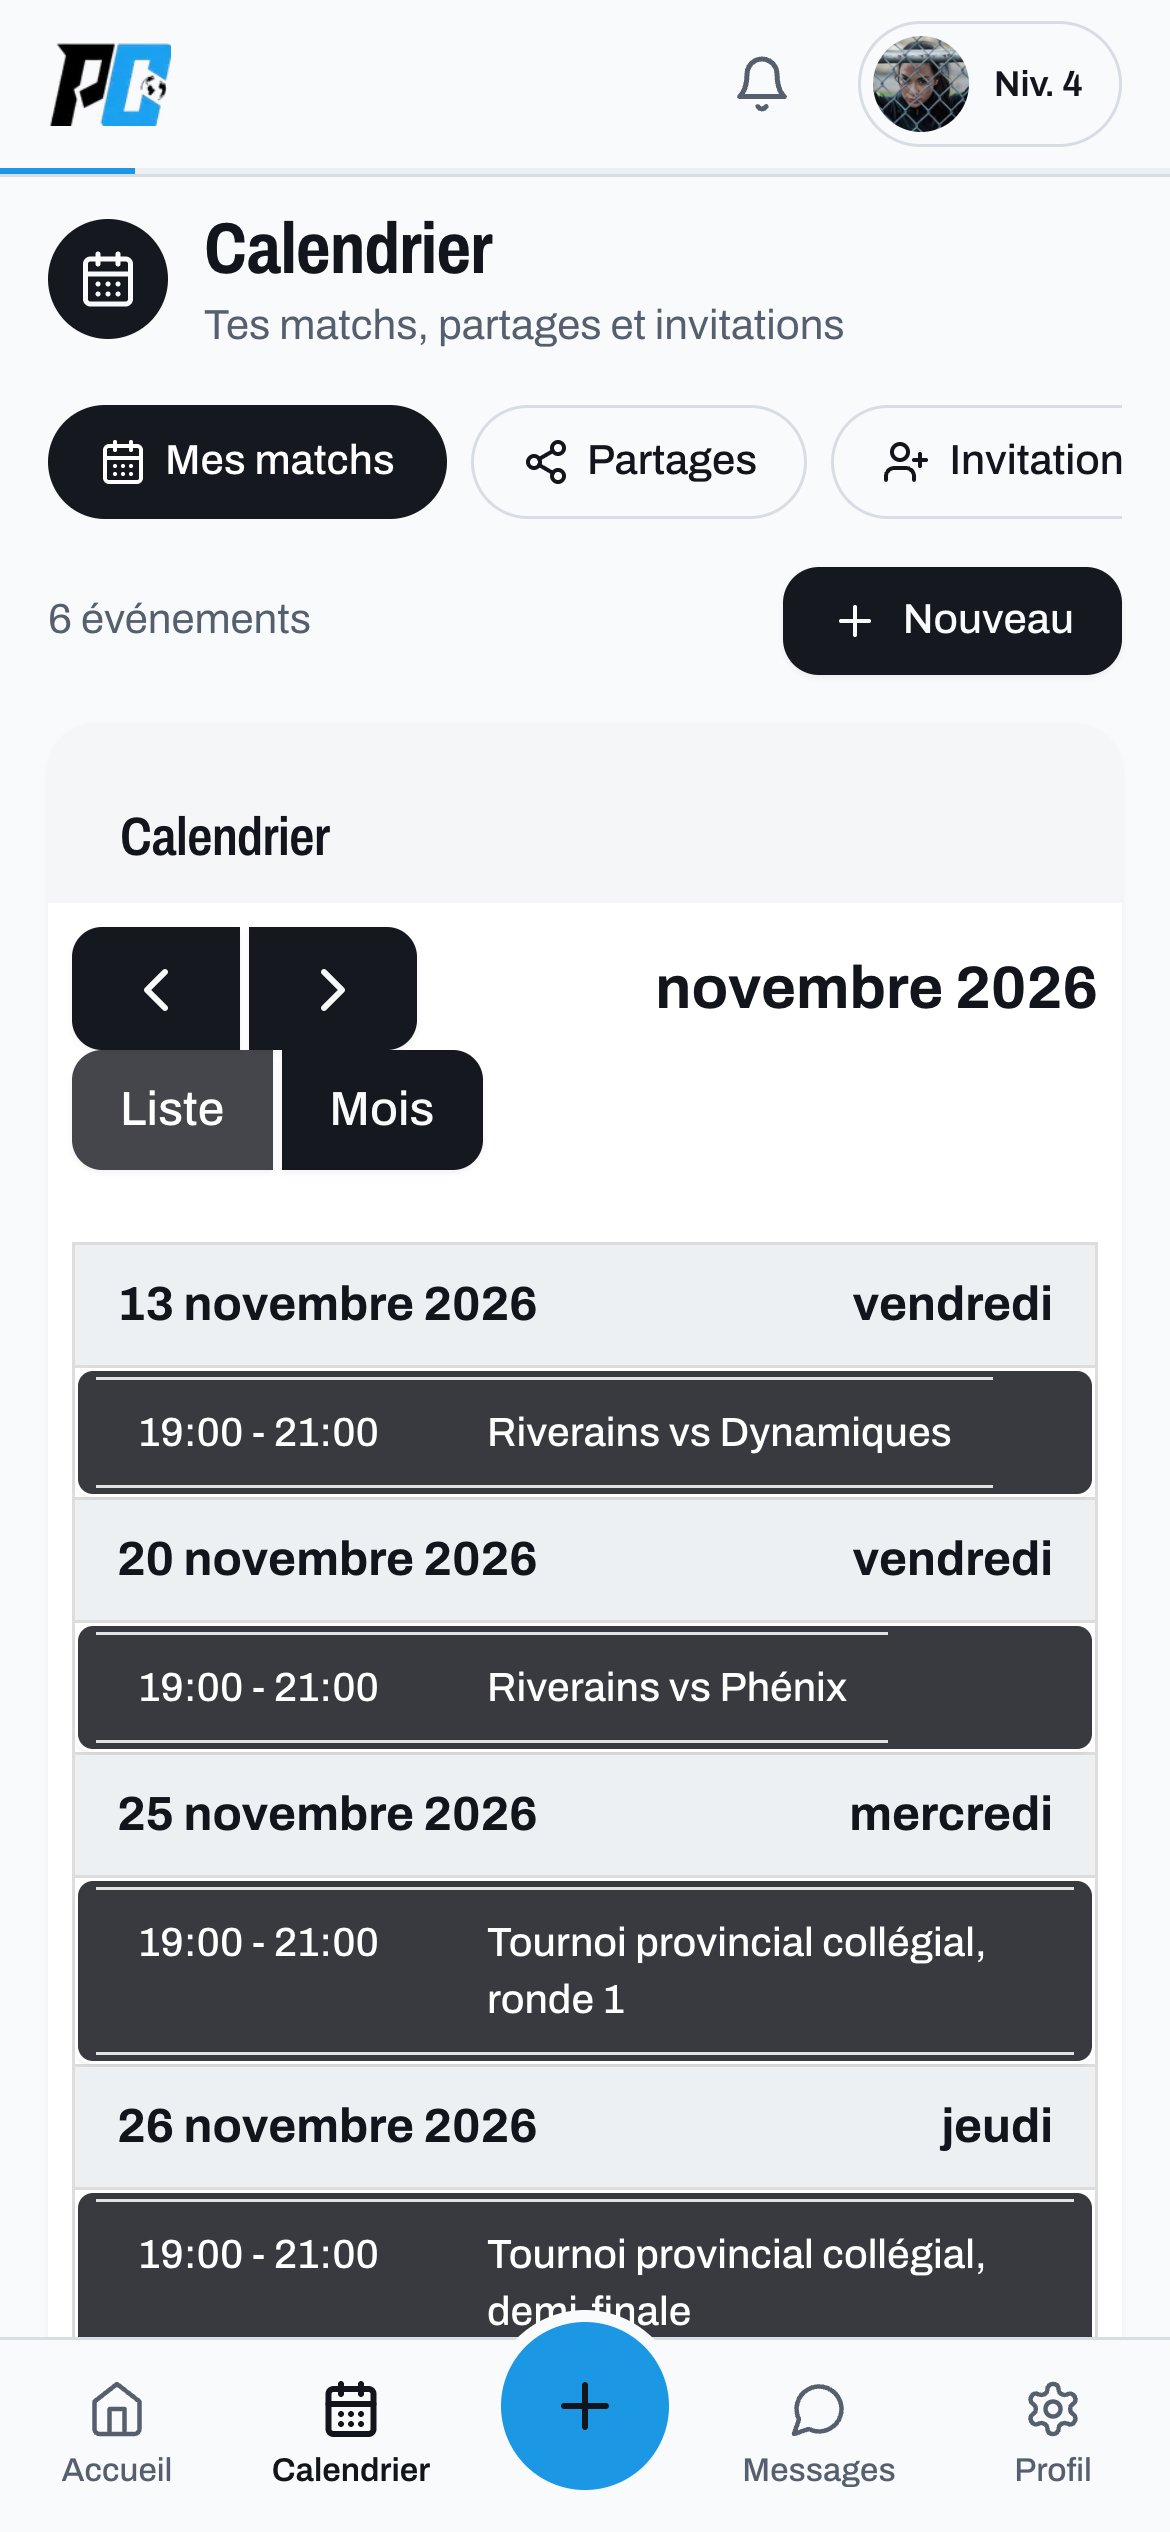 PC
Niv. 4
Calendrier
Tes matchs, partages et invitations
Mes matchs
Partages
Invitation
6 événements
Nouveau
Calendrier
novembre 2026
Liste
Mois
13 novembre 2026 vendredi
19:00 - 21:00 Riverains vs Dynamiques
20 novembre 2026 vendredi
19:00 - 21:00 Riverains vs Phénix
25 novembre 2026 mercredi
19:00 - 21:00 Tournoi provincial collégial,
ronde 1
26 novembre 2026 jeudi
19:00 - 21:00 Tournoi provincial collégial,
demi-finale
Accueil
Calendrier
Messages
Profil